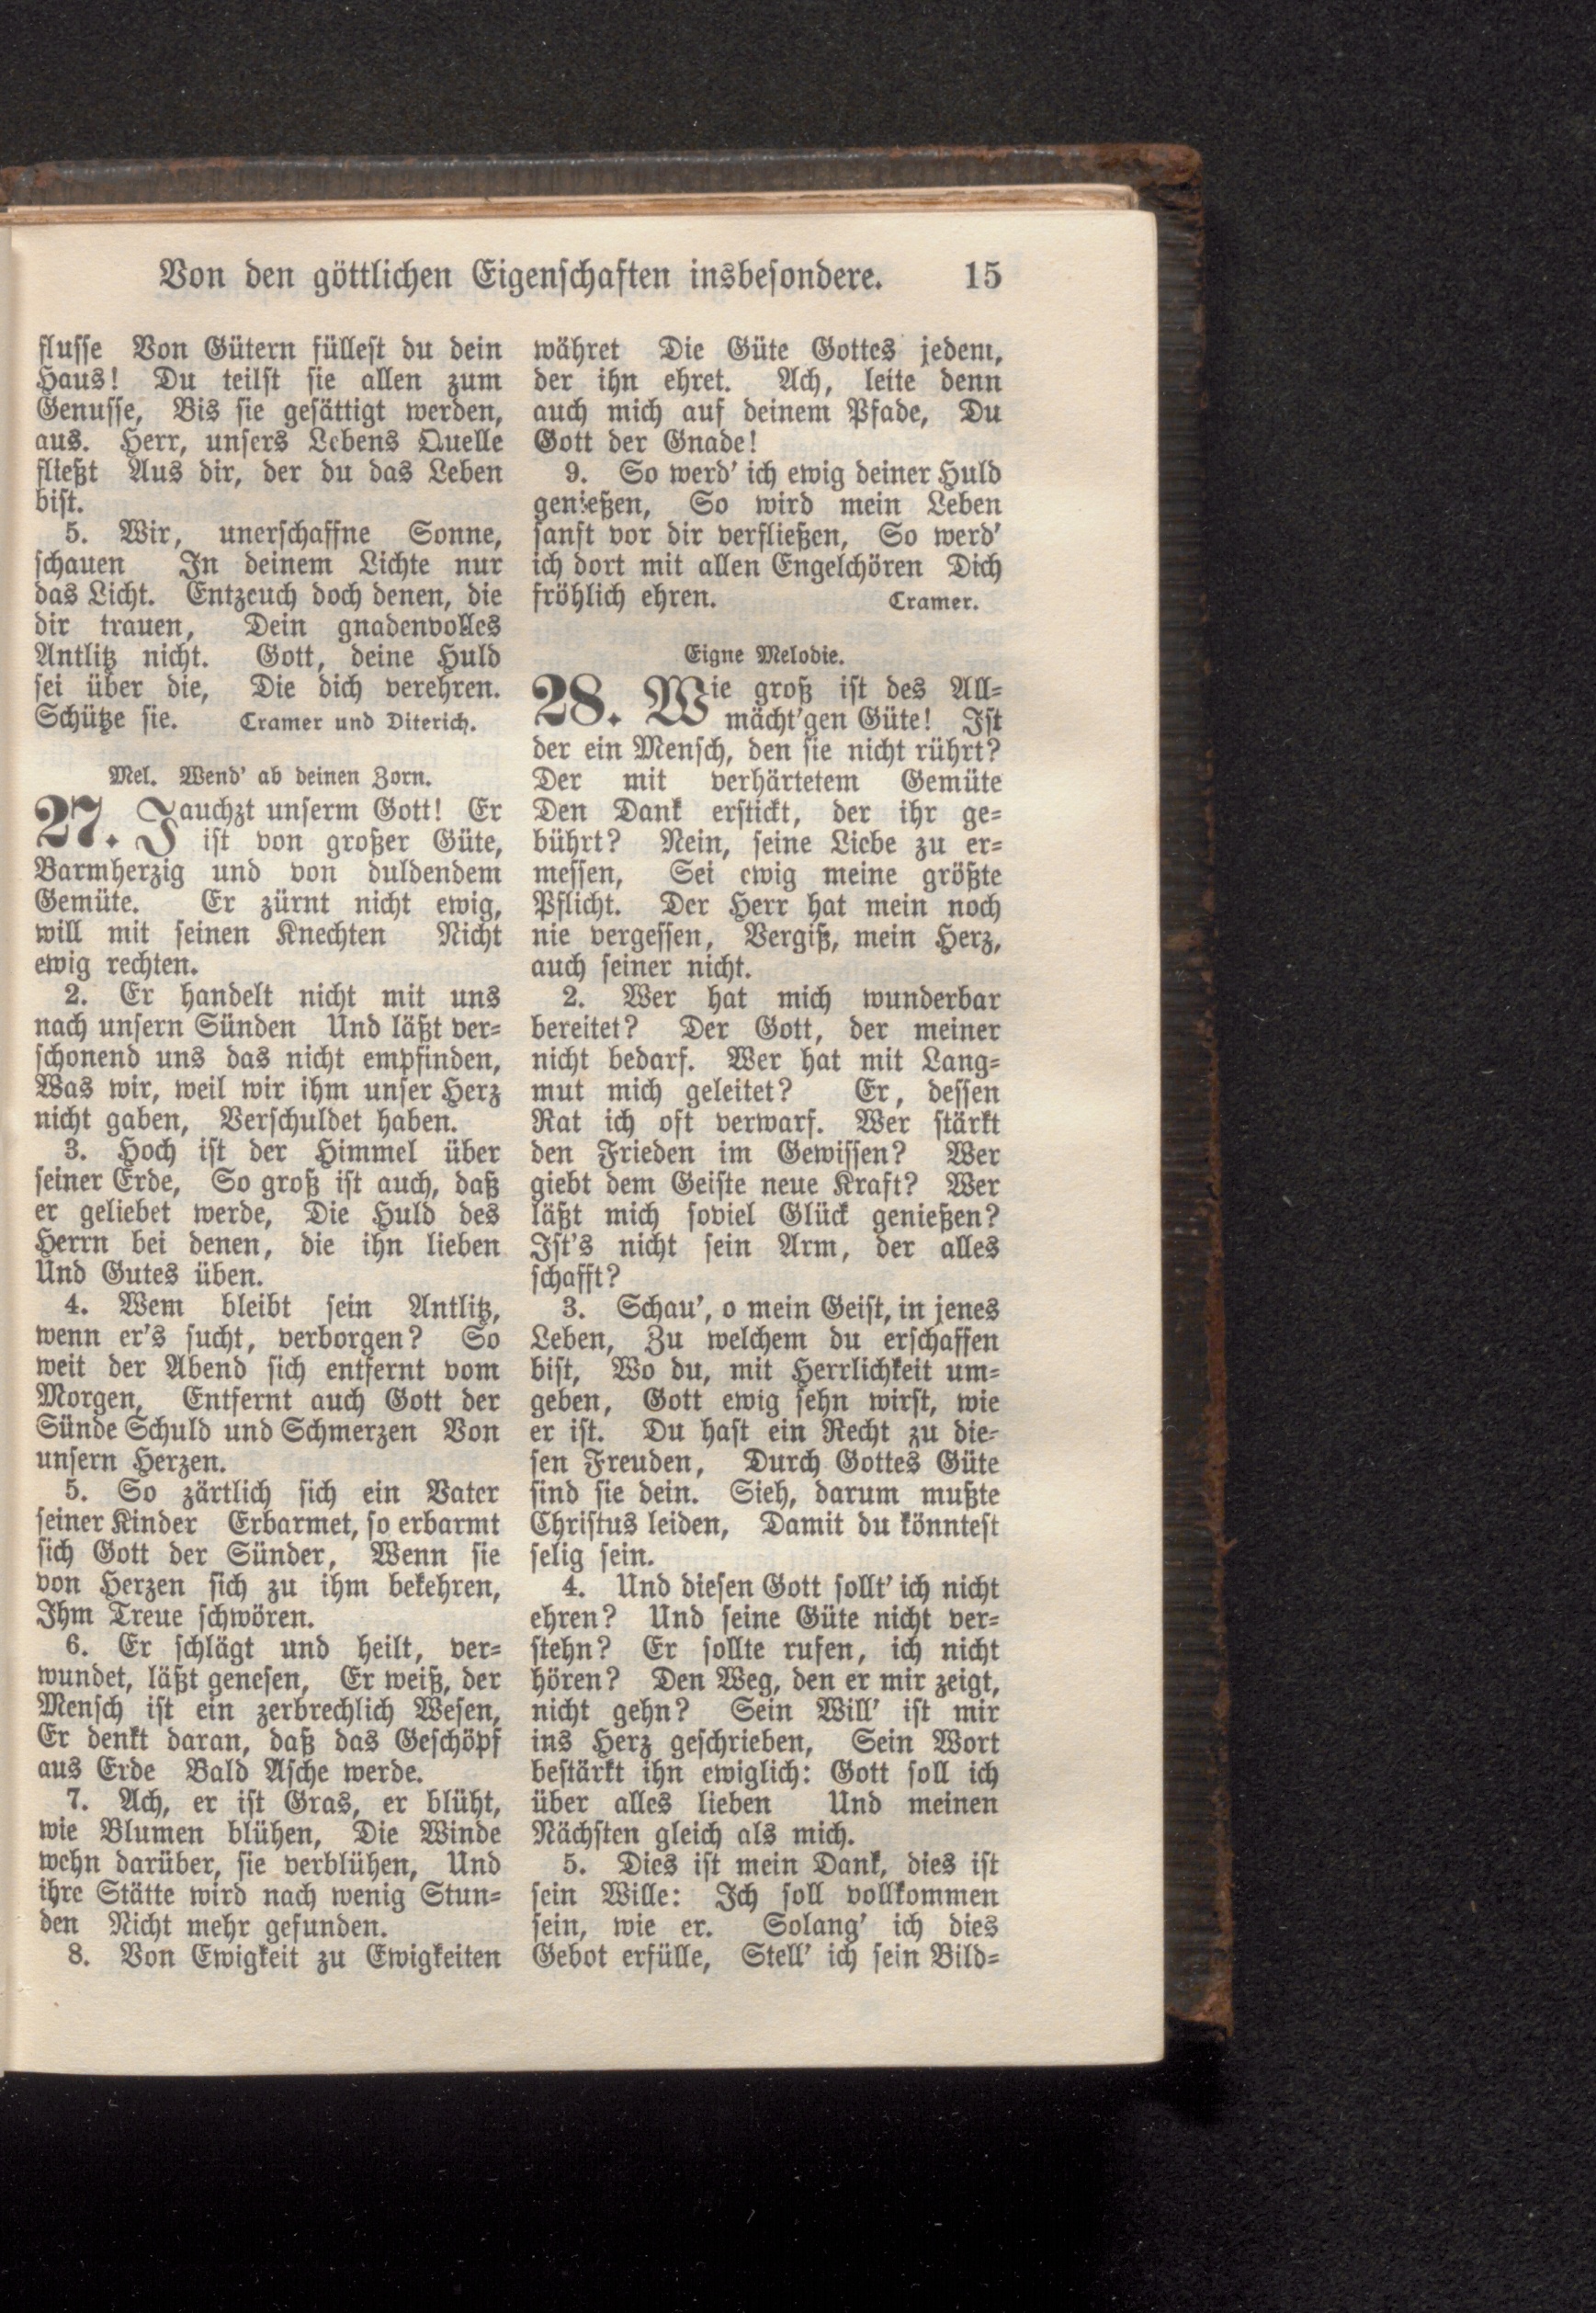 Von den göttlichen Eigenschaften insbesondere. 15
flusse Von Gütern füllest du dein
Haus! Du teilst sie allen zum
Genusse, Bis sie gesättigt werden,
aus. Herr, unsers Lebens Quelle
fließt Aus dir, der du das Leben
bist.
5. Wir, unerschaffne Sonne,
schauen In deinem Lichte nur
das Licht. Entzeuch doch denen, die
dir trauen, Dein gnadenvolles
Antlitz nicht. Gott, deine Huld
sei über die, Die dich verehren.
Schütze sie. Cramer und Diterich.
Mel. Wend' ab deinen Zorn.
27. Jauchzt unserm Gott! Er
ist von großer Güte,
Barmherzig und von duldendem
Gemüte. Er zürnt nicht ewig,
will mit seinen Knechten Nicht
ewig rechten.
2. Er handelt nicht mit uns
nach unsern Sünden Und läßt ver-
schonend uns das nicht empfinden,
Was wir, weil wir ihm unser Herz
nicht gaben, Verschuldet haben.
3. Hoch ist der Himmel über
seiner Erde, So groß ist auch, daß
er geliebet werde, Die Huld des
Herrn bei denen, die ihn lieben
Und Gutes üben.
4. Wem bleibt sein Antlitz,
wenn er's sucht, verborgen? So
weit der Abend sich entfernt vom
Morgen, Entfernt auch Gott der
Sünde Schuld und Schmerzen Von
unsern Herzen.
5. So zärtlich sich ein Vater
seiner Kinder Erbarmet, so erbarmt
sich Gott der Sünder, Wenn sie
von Herzen sich zu ihm bekehren,
Ihm Treue schwören.
6. Er schlägt und heilt, ver-
wundet, läßt genesen, Er weiß, der
Mensch ist ein zerbrechlich Wesen,
Er denkt daran, daß das Geschöpf
aus Erde Bald Asche werde.
7. Ach, er ist Gras, er blüht,
wie Blumen blühen, Die Winde
wehn darüber, sie verblühen, Und
ihre Stätte wird nach wenig Stun-
den Nicht mehr gefunden.
8. Von Ewigkeit zu Ewigkeiten
währet Die Güte Gottes jedem,
der ihn ehret. Ach, leite denn
auch mich auf deinem Pfade, Du
Gott der Gnade!
9. So werd' ich ewig deiner Huld
genießen, So wird mein Leben
sanft vor dir verfließen, So werd'
ich dort mit allen Engelchören Dich
fröhlich ehren. Cramer.
Eigne Melodie.
28. Wie groß ist des All-
mächt'gen Güte! Ist
der ein Mensch, den sie nicht rührt?
Der mit verhärtetem Gemüte
Den Dank erstickt, der ihr ge-
bührt? Nein, seine Liebe zu er-
messen, Sei ewig meine größte
Pflicht. Der Herr hat mein noch
nie vergessen, Vergiß, mein Herz,
auch seiner nicht.
2. Wer hat mich wunderbar
bereitet? Der Gott, der meiner
nicht bedarf. Wer hat mit Lang-
mut mich geleitet? Er, dessen
Rat ich oft verwarf. Wer stärkt
den Frieden im Gewissen? Wer
giebt dem Geiste neue Kraft? Wer
läßt mich soviel Glück genießen?
Ist's nicht sein Arm, der alles
schafft?
3. Schau', o mein Geist, in jenes
Leben, Zu welchem du erschaffen
bist, Wo du, mit Herrlichkeit um-
geben, Gott ewig sehn wirst, wie
er ist. Du hast ein Recht zu die-
sen Freuden, Durch Gottes Güte
sind sie dein. Sieh, darum mußte
Christus leiden, Damit du könntest
selig sein.
4. Und diesen Gott sollt' ich nicht
ehren? Und seine Güte nicht ver-
stehn? Er sollte rufen, ich nicht
hören? Den Weg, den er mir zeigt,
nicht gehn? Sein Will' ist mir
ins Herz geschrieben, Sein Wort
bestärkt ihn ewiglich: Gott soll ich
über alles lieben Und meinen
Nächsten gleich als mich.
5. Dies ist mein Dank, dies ist
sein Wille: Ich soll vollkommen
sein, wie er. Solang' ich dies
Gebot erfülle, Stell' ich sein Bild-